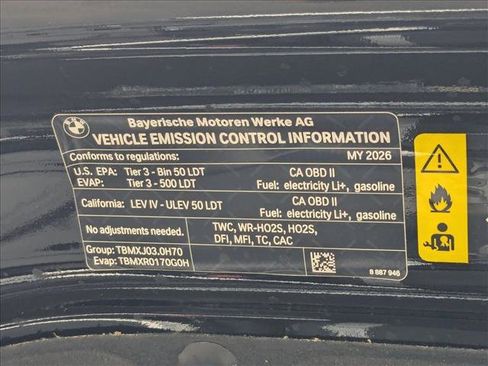 BMW
Bayerische Motoren Werke AG
VEHICLE EMISSION CONTROL INFORMATION
Conforms to regulations: MY 2026
U.S. EPA: Tier 3 - Bin 50 LDT CA OBD II
EVAP: Tier 3 - 500 LDT Fuel: electricity Li+, gasoline
California: LEV IV - ULEV 50 LDT CA OBD II
Fuel: electricity Li+, gasoline
No adjustments needed. TWC, WR-HO2S, HO2S,
DFI, MFI, TC, CAC
Group: TBMXJ03.0H70
Evap: TBMXR0170G0H
8 887 946